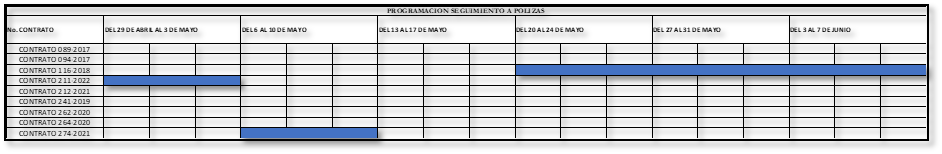 PROGRAMACION SEGUIMIENTO A POLIZAS
No. CONTRATO DEL 29 DE ABRIL AL 3 DE MAYO DEL 6 AL 10 DE MAYO DEL 13 AL 17 DE MAYO DEL 20 AL 24 DE MAYO DEL 27 AL 31 DE MAYO DEL 3 AL 7 DE JUNIO
CONTRATO 089-2017
CONTRATO 094-2017
CONTRATO 116-2018
CONTRATO 211-2022
CONTRATO 212-2021
CONTRATO 241-2019
CONTRATO 262-2020
CONTRATO 264-2020
CONTRATO 274-2021